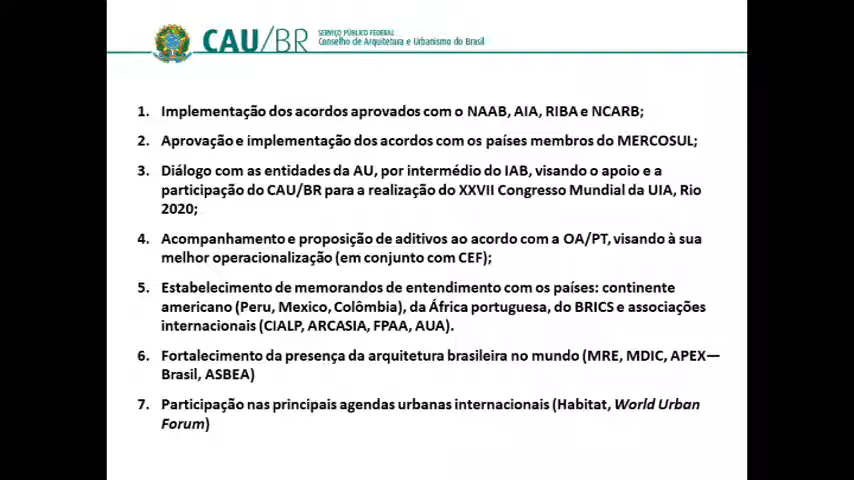 CAU/BR
SERVIÇO PÚBLICO FEDERAL
Conselho de Arquitetura e Urbanismo do Brasil
1. Implementação dos acordos aprovados com o NAAB, AIA, RIBA e NCARB;
2. Aprovação e implementação dos acordos com os países membros do MERCOSUL;
3. Diálogo com as entidades da AU, por intermédio do IAB, visando o apoio e a
participação do CAU/BR para a realização do XXVII Congresso Mundial da UIA, Rio
2020;
4. Acompanhamento e proposição de aditivos ao acordo com a OA/PT, visando à sua
melhor operacionalização (em conjunto com CEF);
5. Estabelecimento de memorandos de entendimento com os países: continente
americano (Peru, Mexico, Colômbia), da África portuguesa, do BRICS e associações
internacionais (CIALP, ARCASIA, FPAA, AUA).
6. Fortalecimento da presença da arquitetura brasileira no mundo (MRE, MDIC, APEX—
Brasil, ASBEA)
7. Participação nas principais agendas urbanas internacionais (Habitat, World Urban
Forum)